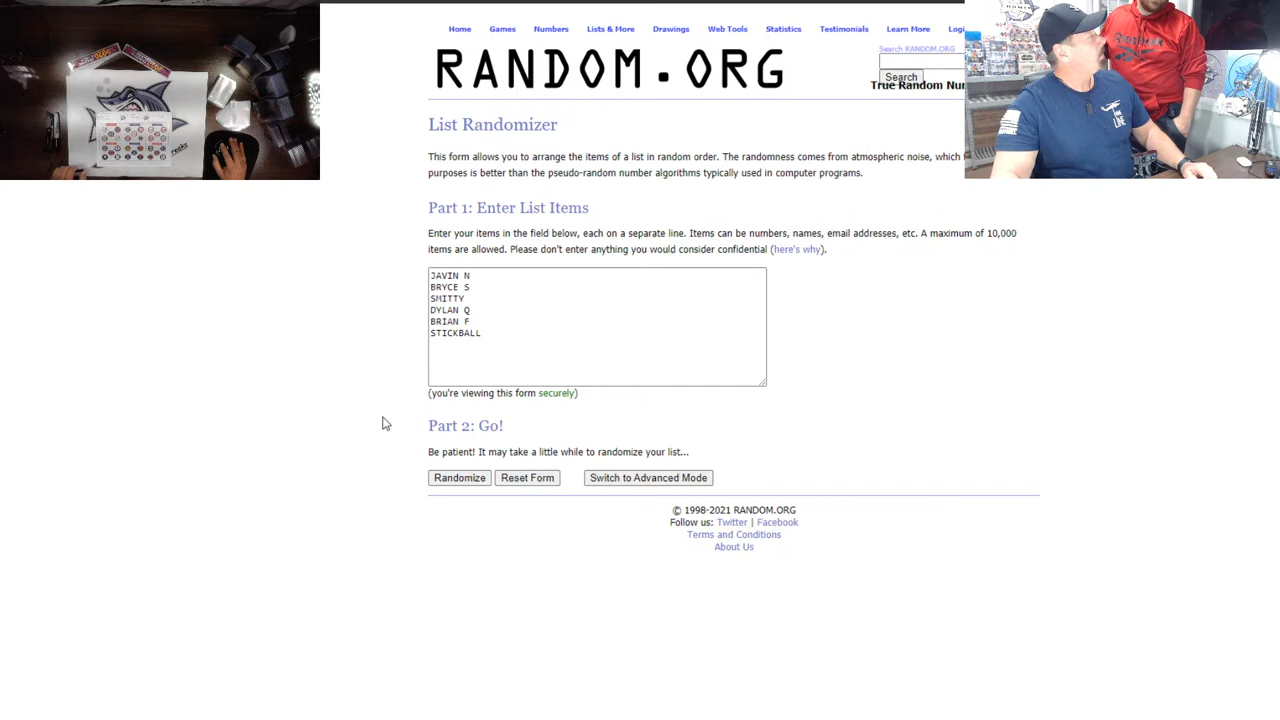 Home Games Numbers Lists & More Drawings Web Tools Statistics Testimonials Learn More
RANDOM.ORG
Search RANDOM.ORG
Search
True Random
List Randomizer
This form allows you to arrange the items of a list in random order. The randomness comes from atmospheric noise, which
purposes is better than the pseudo-random number algorithms typically used in computer programs.
Part 1: Enter List Items
Enter your items in the field below, each on a separate line. Items can be numbers, names, email addresses, etc. A maximum of 10,000
items are allowed. Please don't enter anything you would consider confidential (here's why).
JAVIN N
BRYCE S
SMITTY
DYLAN Q
BRIAN F
STICKBALL
(you're viewing this form securely)
Part 2: Go!
Be patient! It may take a little while to randomize your list...
Randomize Reset Form Switch to Advanced Mode
© 1998-2021 RANDOM.ORG
Follow us: Twitter | Facebook
Terms and Conditions
About Us